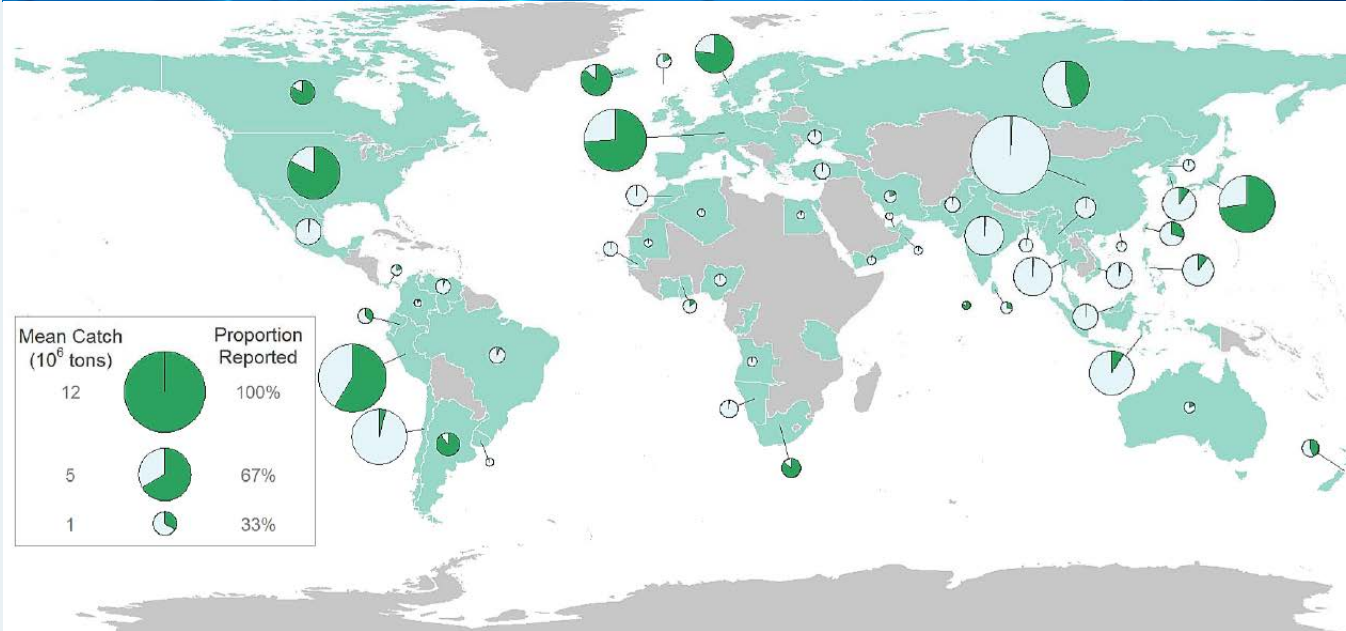 Mean Catch
(10⁶ tons)
Proportion
Reported
12 100%
5 67%
1 33%